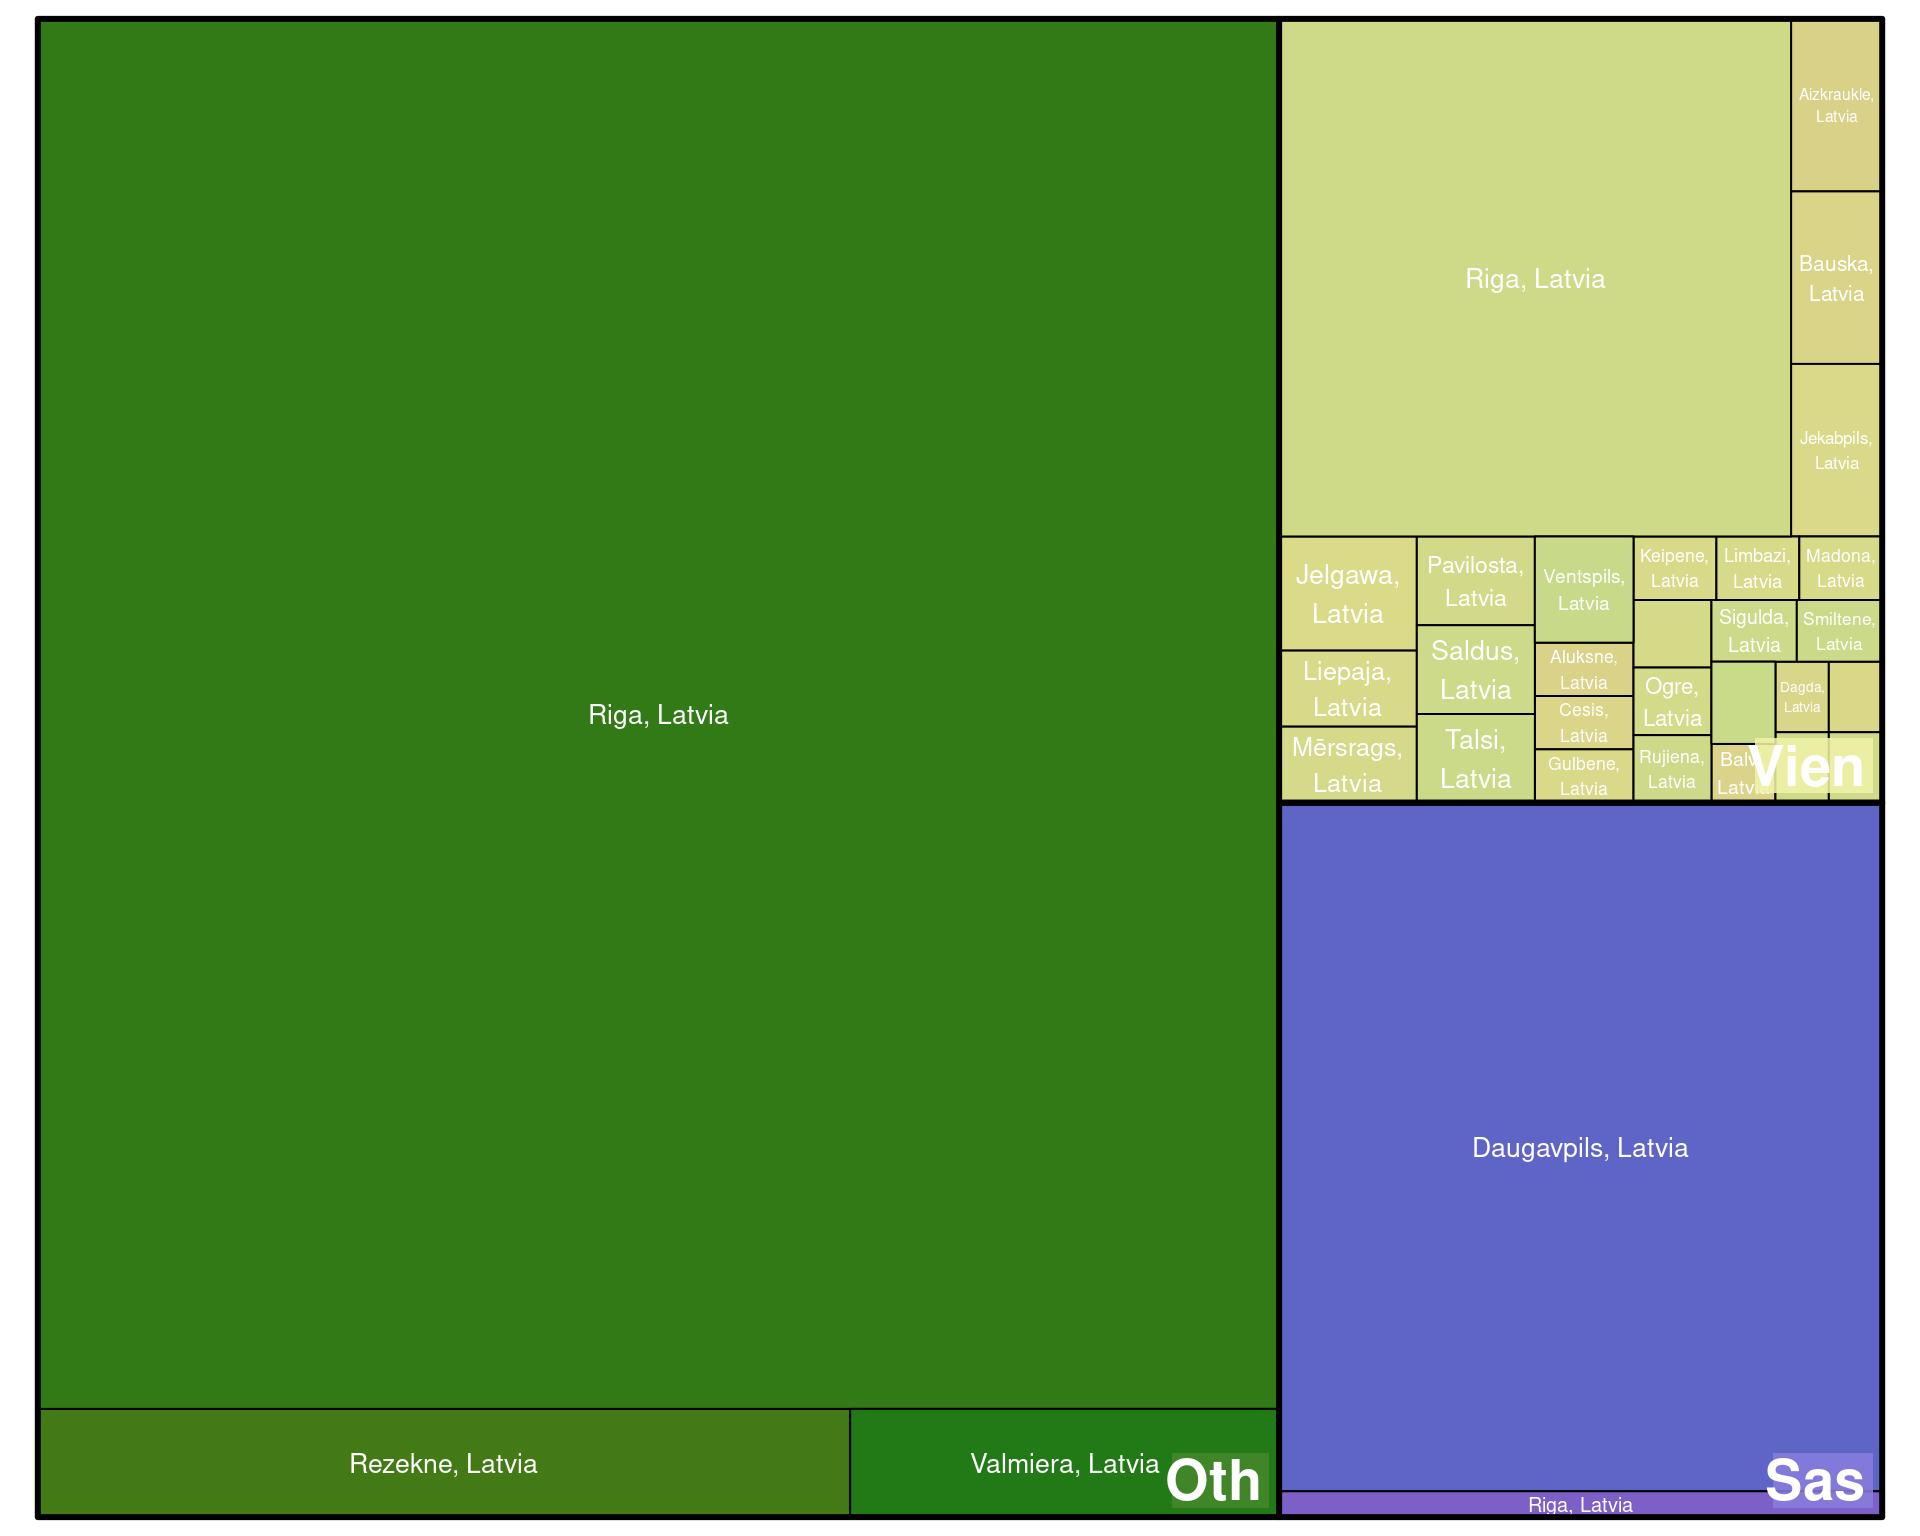 Riga, Latvia
Rezekne, Latvia
Valmiera, Latvia
Oth
Riga, Latvia
Aizkraukle,
Latvia
Bauska,
Latvia
Jekabpils,
Latvia
Jelgawa,
Latvia
Liepaja,
Latvia
Mērsrags,
Latvia
Pavilosta,
Latvia
Saldus,
Latvia
Talsi,
Latvia
Ventspils,
Latvia
Aluksne,
Latvia
Cesis,
Latvia
Gulbene,
Latvia
Keipene,
Latvia
Limbazi,
Latvia
Madona,
Latvia
Ogre,
Latvia
Rujiena,
Latvia
Sigulda,
Latvia
Smiltene,
Latvia
Latvia
Dagda,
Latvia
Vien
Daugavpils, Latvia
Riga, Latvia
Sas